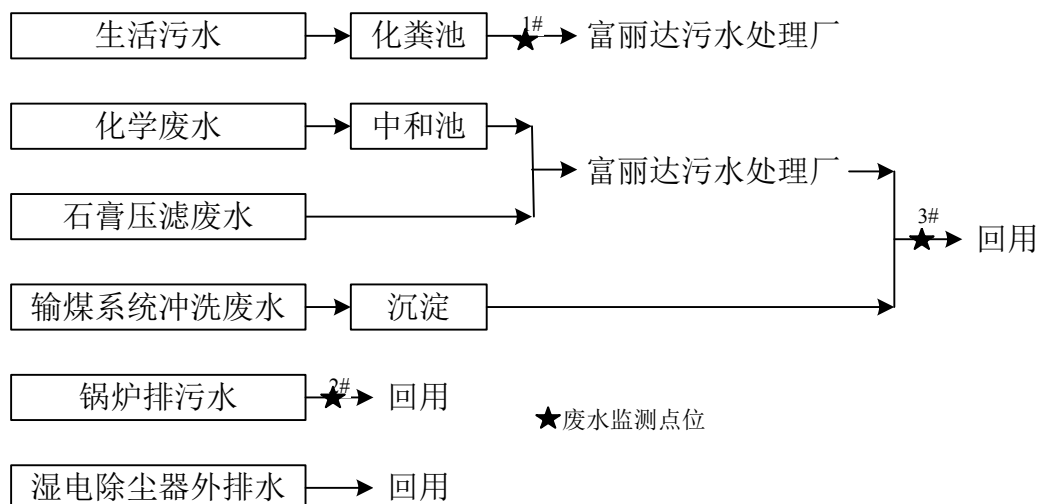 生活污水 化粪池 1# 富丽达污水处理厂
化学废水 中和池
富丽达污水处理厂
石膏压滤废水
3# 回用
输煤系统冲洗废水 沉淀
锅炉排污水 2# 回用
★废水监测点位
湿电除尘器外排水 回用